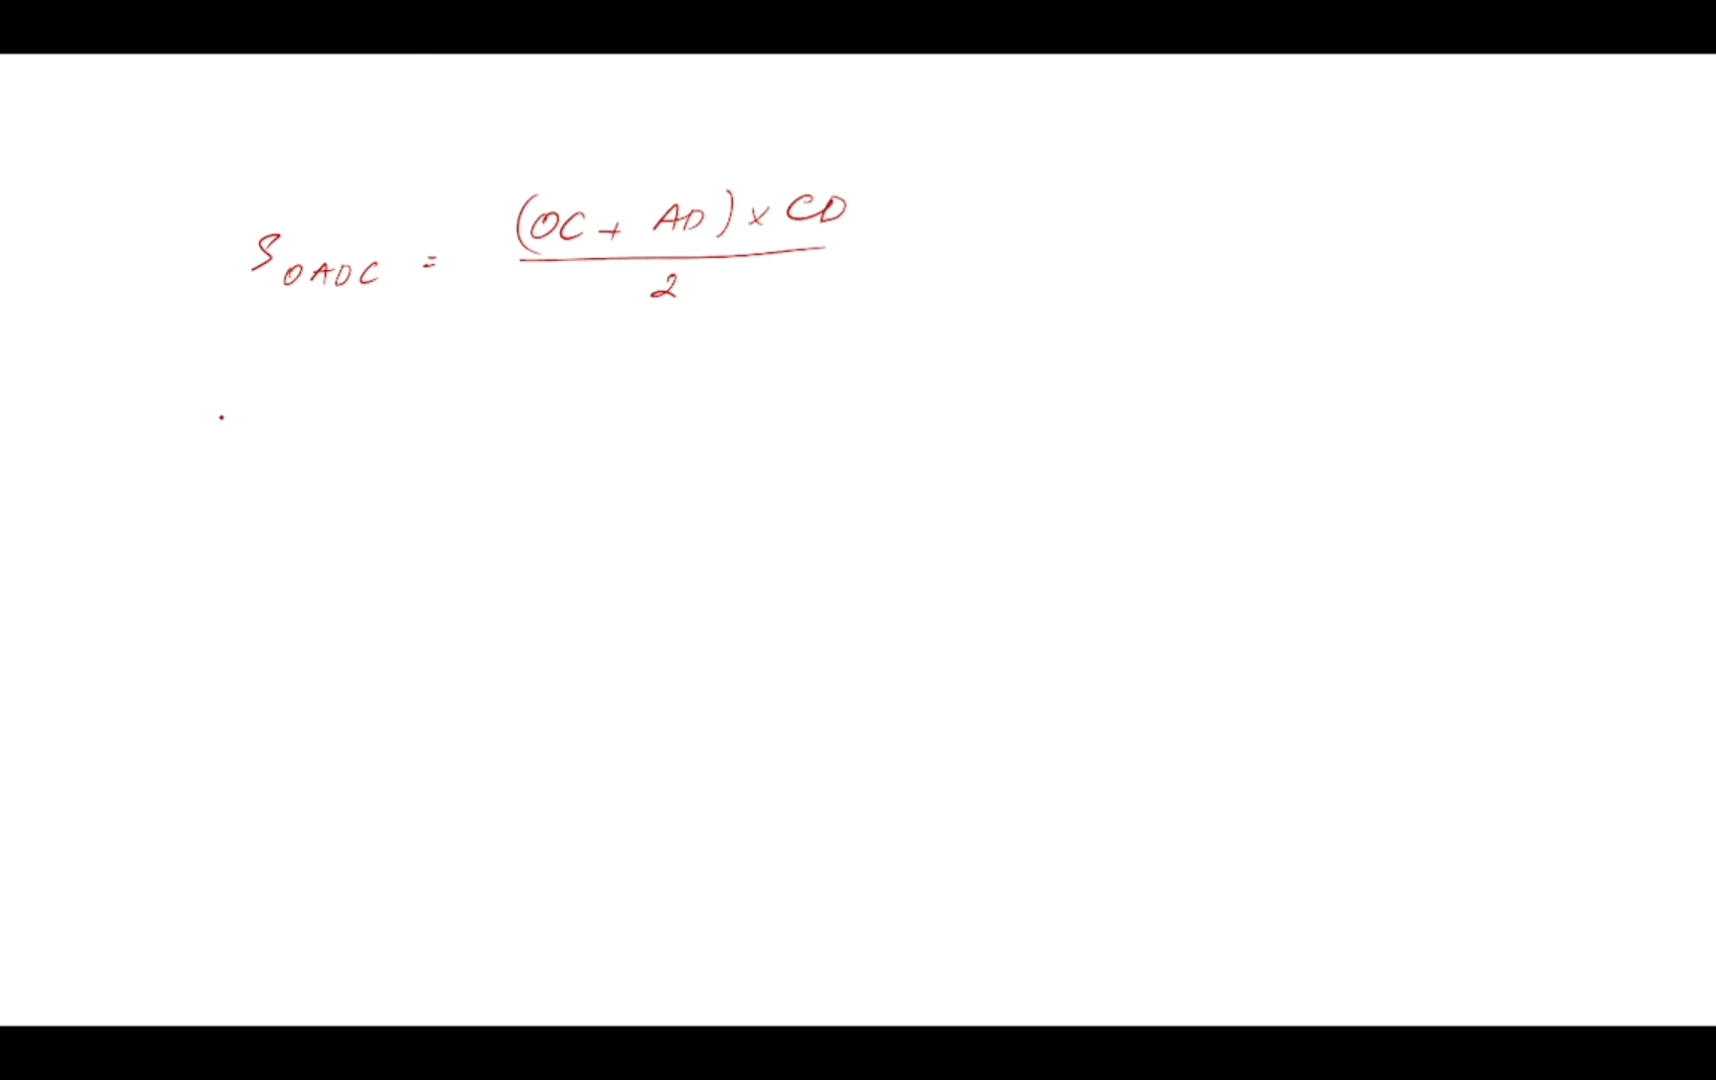 S_OADC = (OC + AD) x CD / 2